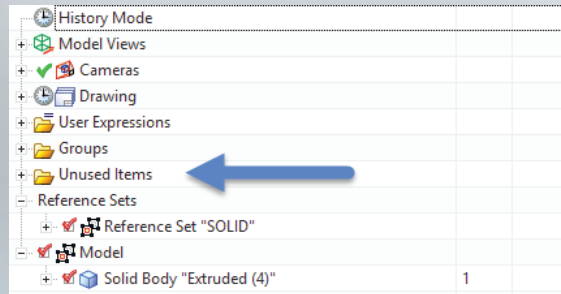 History Mode
Model Views
Cameras
Drawing
User Expressions
Groups
Unused Items
Reference Sets
Reference Set "SOLID"
Model
Solid Body "Extruded (4)" 1